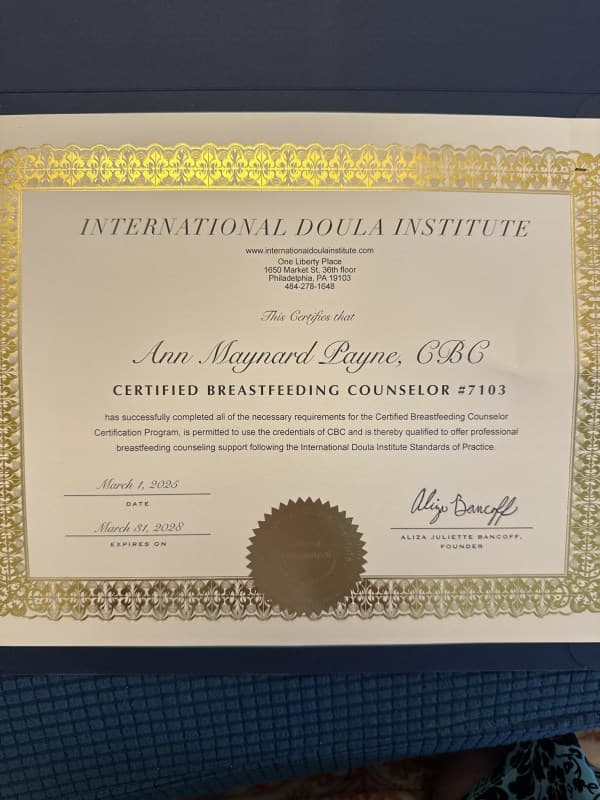 INTERNATIONAL DOULA INSTITUTE
www.internationaldoulainstitute.com
One Liberty Place
1650 Market St, 36th floor
Philadelphia, PA 19103
484-278-1648
This Certifies that
Ann Maynard Payne, CBC
CERTIFIED BREASTFEEDING COUNSELOR #7103
has successfully completed all of the necessary requirements for the Certified Breastfeeding Counselor
Certification Program, is permitted to use the credentials of CBC and is thereby qualified to offer professional
breastfeeding counseling support following the International Doula Institute Standards of Practice.
March 1, 2025
DATE
March 31, 2028
EXPIRES ON
Aliza Bancoff
ALIZA JULIETTE BANCOFF,
FOUNDER